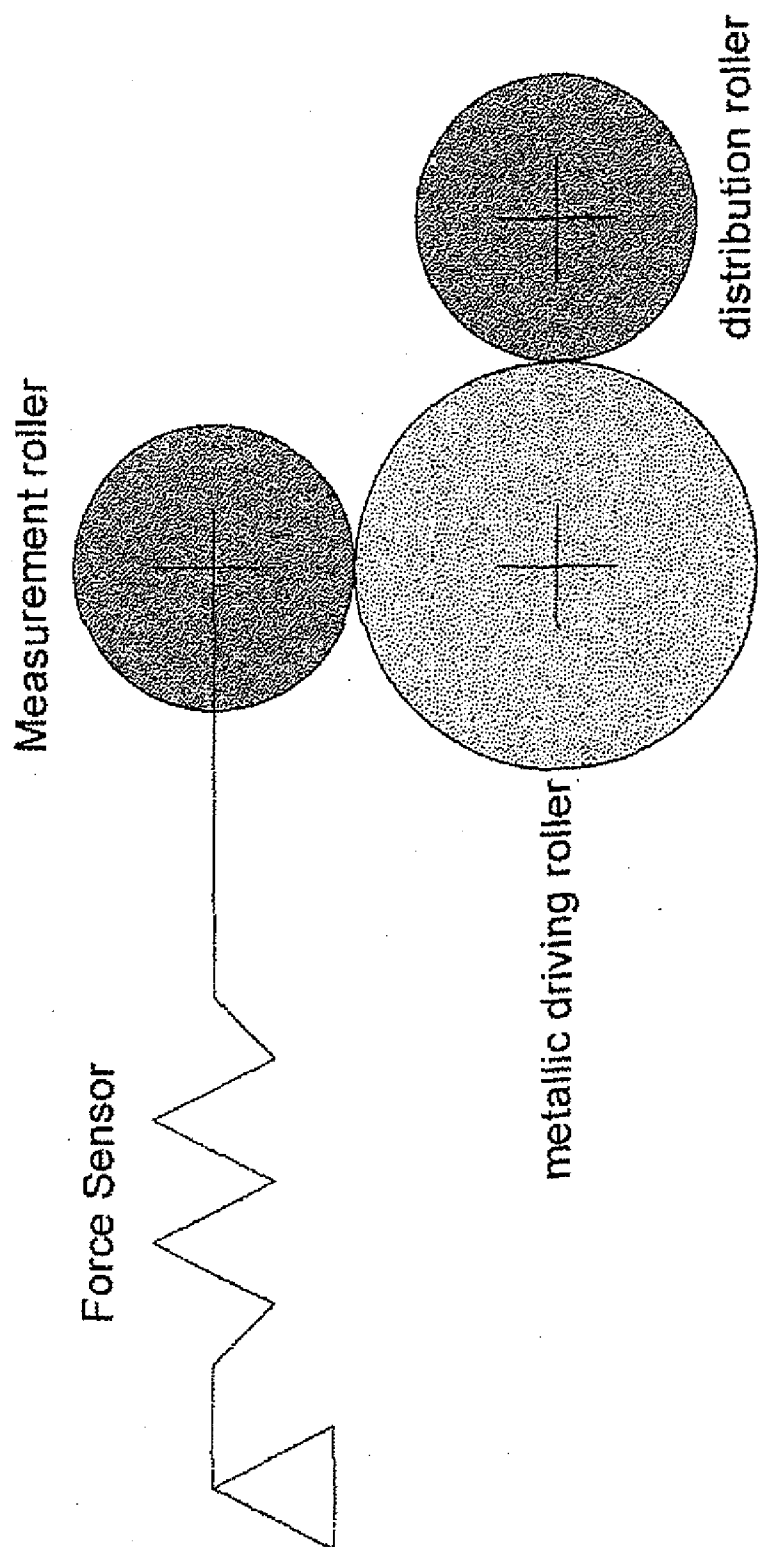 Force Sensor
Measurement roller
metallic driving roller
distribution roller